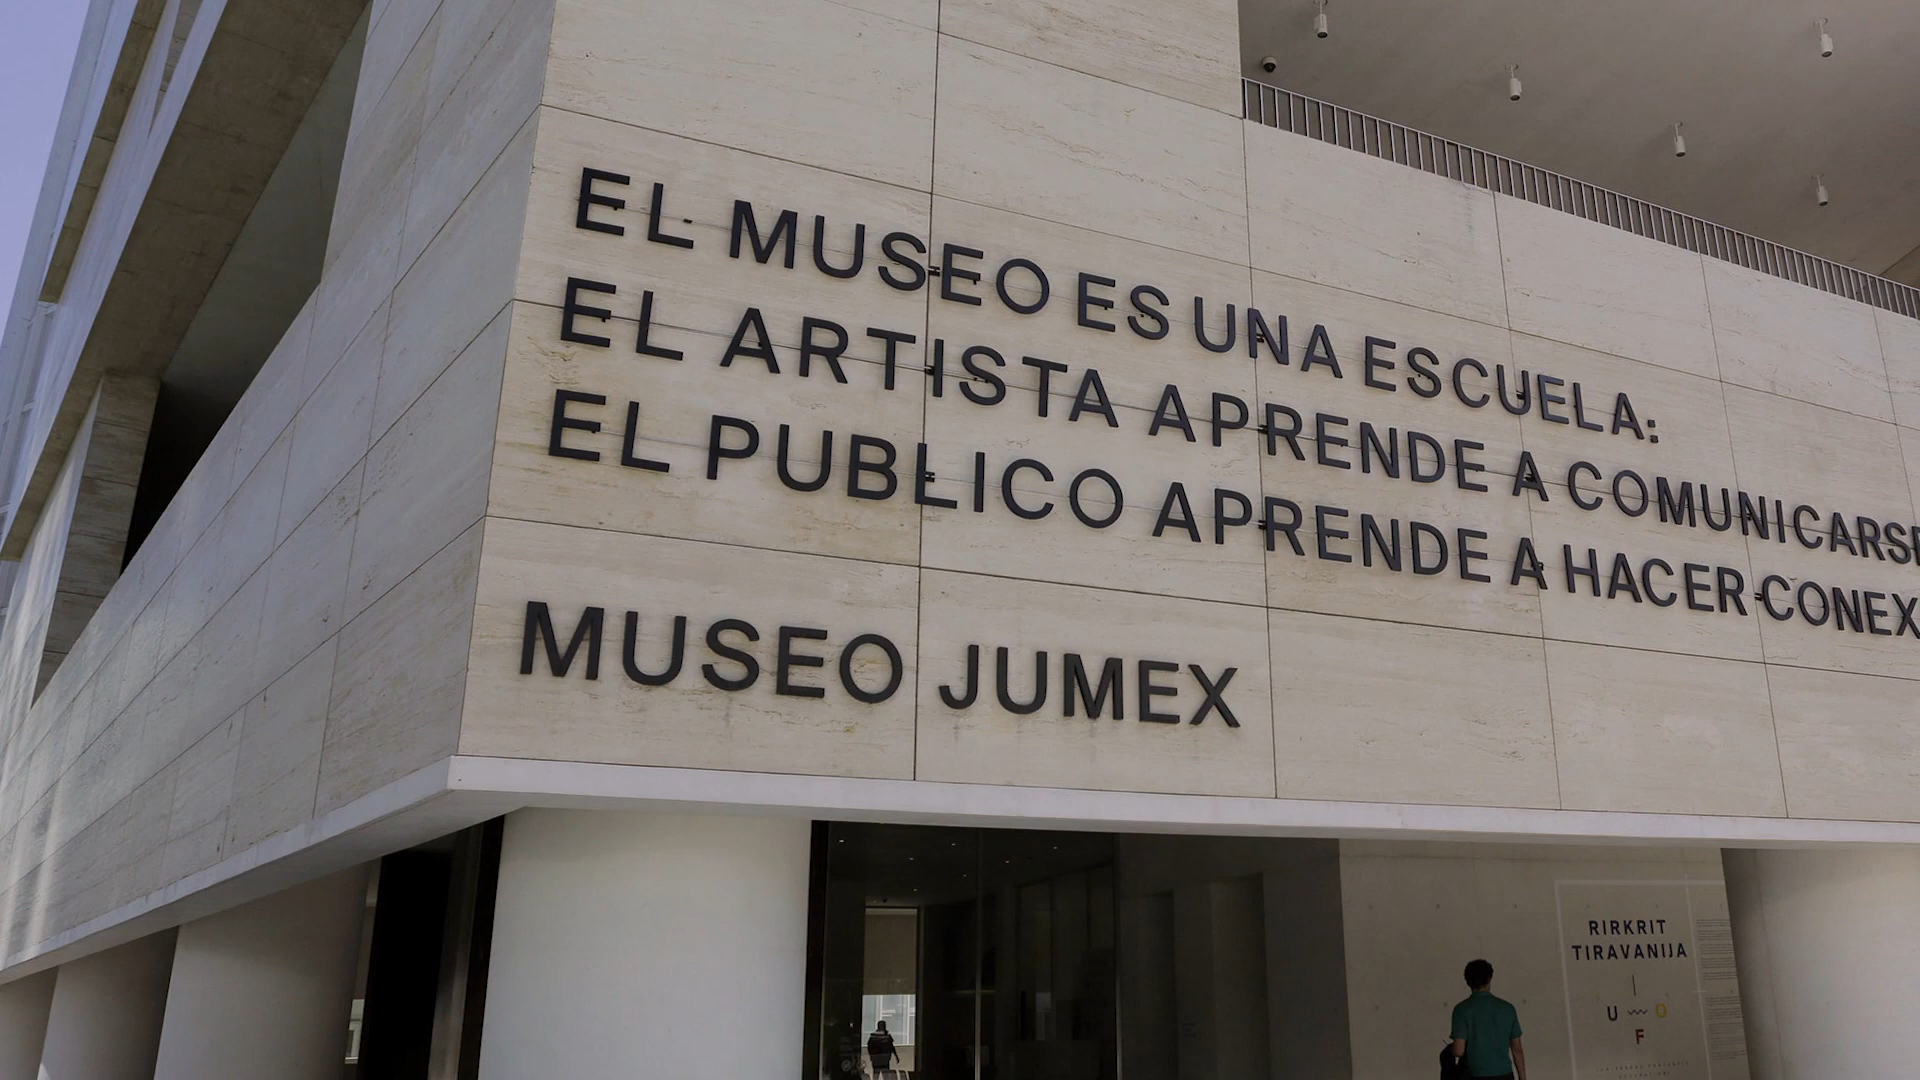 EL MUSEO ES UNA ESCUELA:
EL ARTISTA APRENDE A COMUNICARSE
EL PUBLICO APRENDE A HACER CONEX
MUSEO JUMEX
RIRKRIT
TIRAVANIJA
U O
F